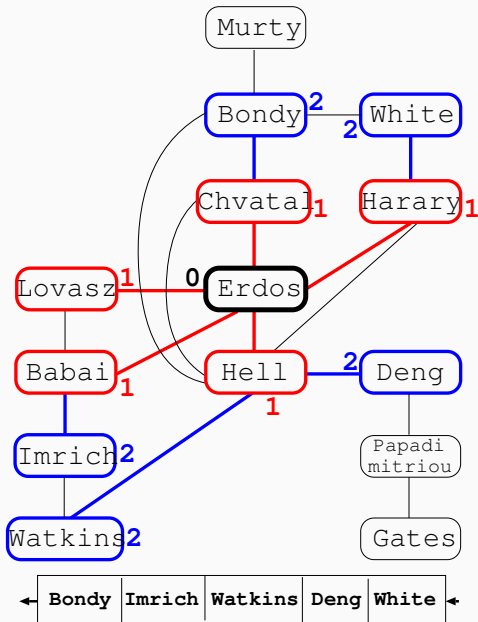 Murty
Bondy 2 White
2
Chvatal 1 Harary 1
Lovasz 1 0 Erdos
Babai 1 Hell 1 2 Deng
Imrich 2 Papadi
mitriou
Watkins 2 Gates
Bondy Imrich Watkins Deng White